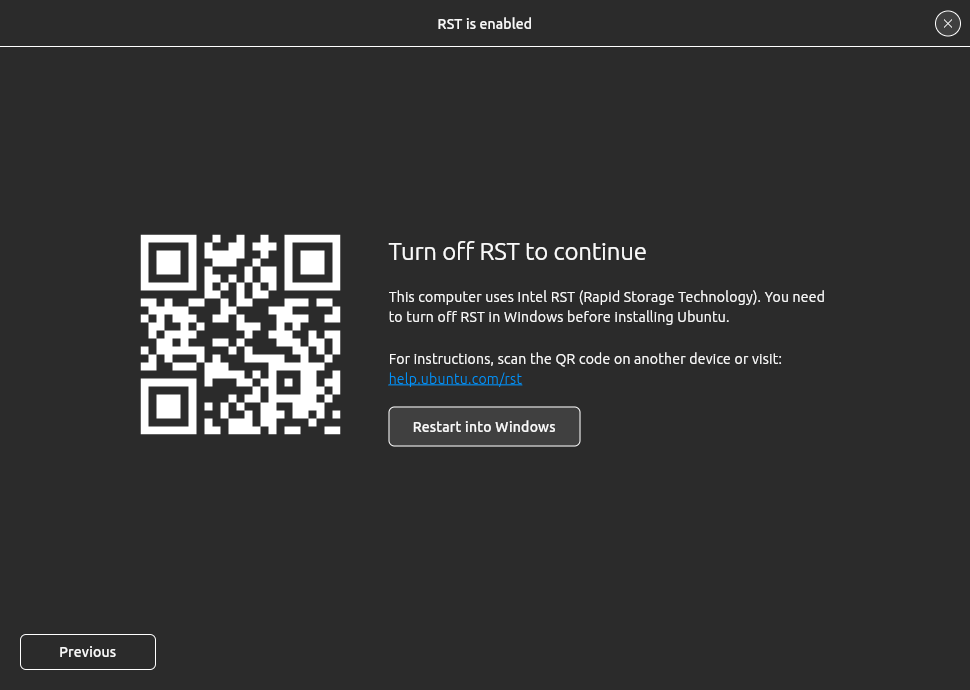 RST is enabled
Turn off RST to continue
This computer uses Intel RST (Rapid Storage Technology). You need
to turn off RST in Windows before installing Ubuntu.
For instructions, scan the QR code on another device or visit:
help.ubuntu.com/rst
Restart into Windows
Previous